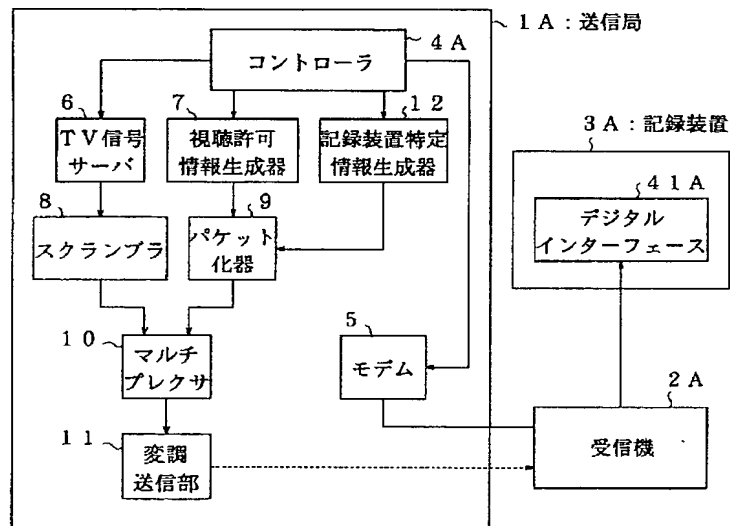 1A：送信局
4A
コントローラ
6
TV信号
サーバ
7
視聴許可
情報生成器
12
記録装置特定
情報生成器
3A：記録装置
41A
デジタル
インターフェース
8
スクランブラ
9
パケット
化器
10
マルチ
プレクサ
5
モデム
2A
受信機
11
変調
送信部